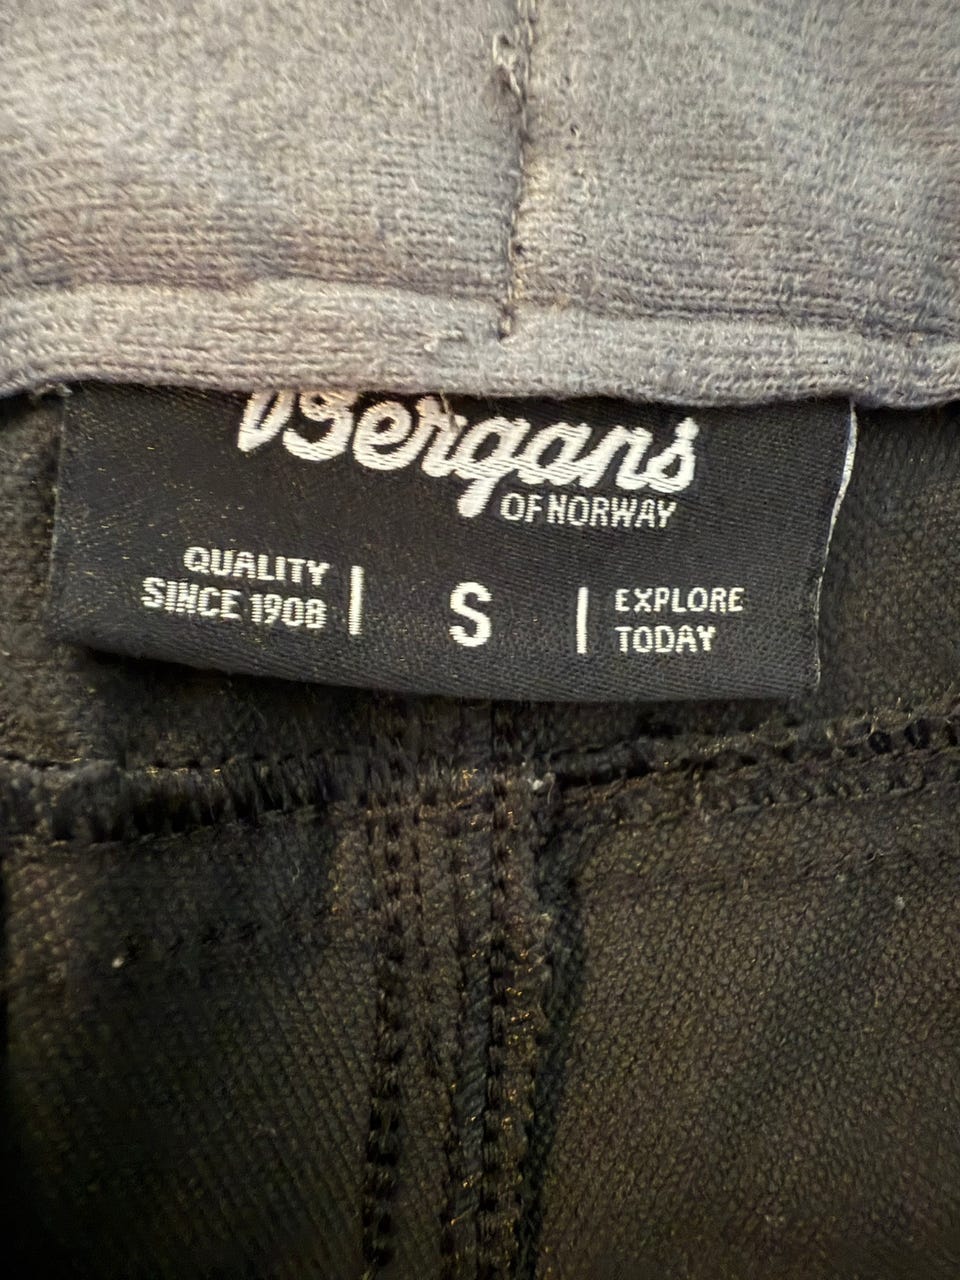 Bergans
OF NORWAY
QUALITY
SINCE 1908
S
EXPLORE
TODAY